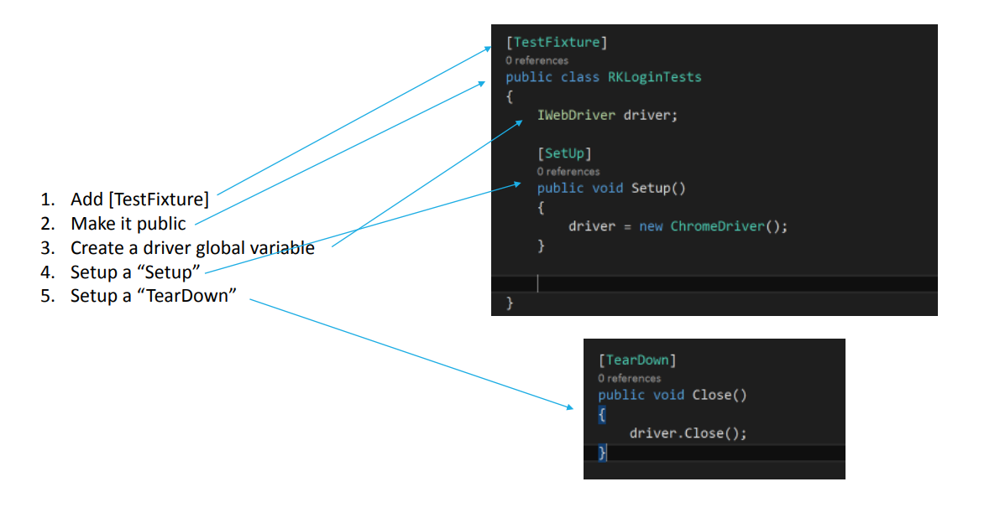 1. Add [TestFixture]
2. Make it public
3. Create a driver global variable
4. Setup a “Setup”
5. Setup a “TearDown”
[TestFixture]
0 references
public class RKLoginTests
{
IWebDriver driver;
[SetUp]
0 references
public void Setup()
{
driver = new ChromeDriver();
}
}
[TearDown]
0 references
public void Close()
{
driver.Close();
}